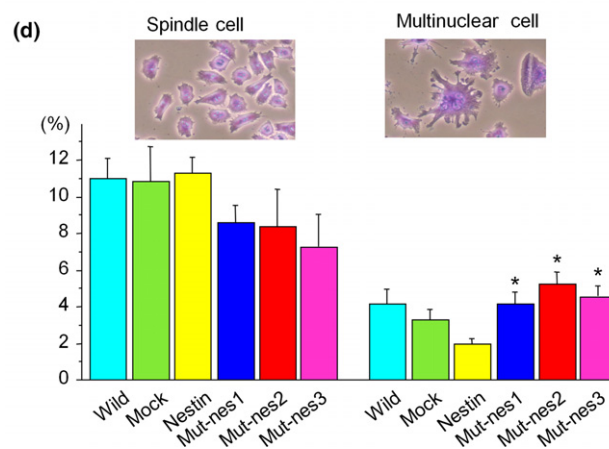 (d)
Spindle cell
Multinuclear cell
(%)
12
10
8
6
4
2
0
* * *
Wild Mock Nestin Mut-nes1 Mut-nes2 Mut-nes3
Wild Mock Nestin Mut-nes1 Mut-nes2 Mut-nes3